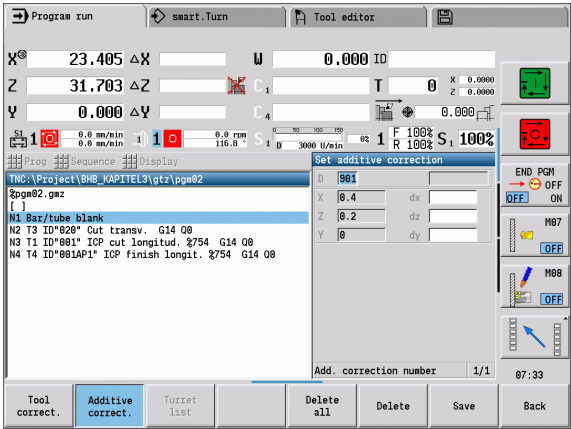 Program run
smart.Turn
Tool editor
X 23.405 ΔX
W 0.000 ID
Z 31.703 ΔZ
C 1
T 0
X 0.0000
Z 0.0000
Y 0.000 ΔY
C 4
0.000
S1 1
0.0 mm/min
0.0 mm/min
1) 1
0.0 rpm
116.8 °
S 1
0 50 100 150
D 3000 U/min
0%
1
F 100%
R 100%
S 1 100%
END PGM
OFF
OFF ON
M07
OFF
M08
OFF
07:33
Prog Sequence Display
TNC:\Project\BHB_KAPITEL3\gtz\pgm02
%pgm02.gmz
[ ]
N1 Bar/tube blank
N2 T3 ID"020" Cut transv. G14 Q0
N3 T1 ID"001" ICP cut longitud. %754 G14 Q0
N4 T4 ID"001AP1" ICP finish longit. %754 G14 Q0
Set additive correction
D 901
X 0.4 dx
Z 0.2 dz
Y 0 dy
Add. correction number 1/1
Tool
correct.
Additive
correct.
Turret
list
Delete
all
Delete
Save
Back